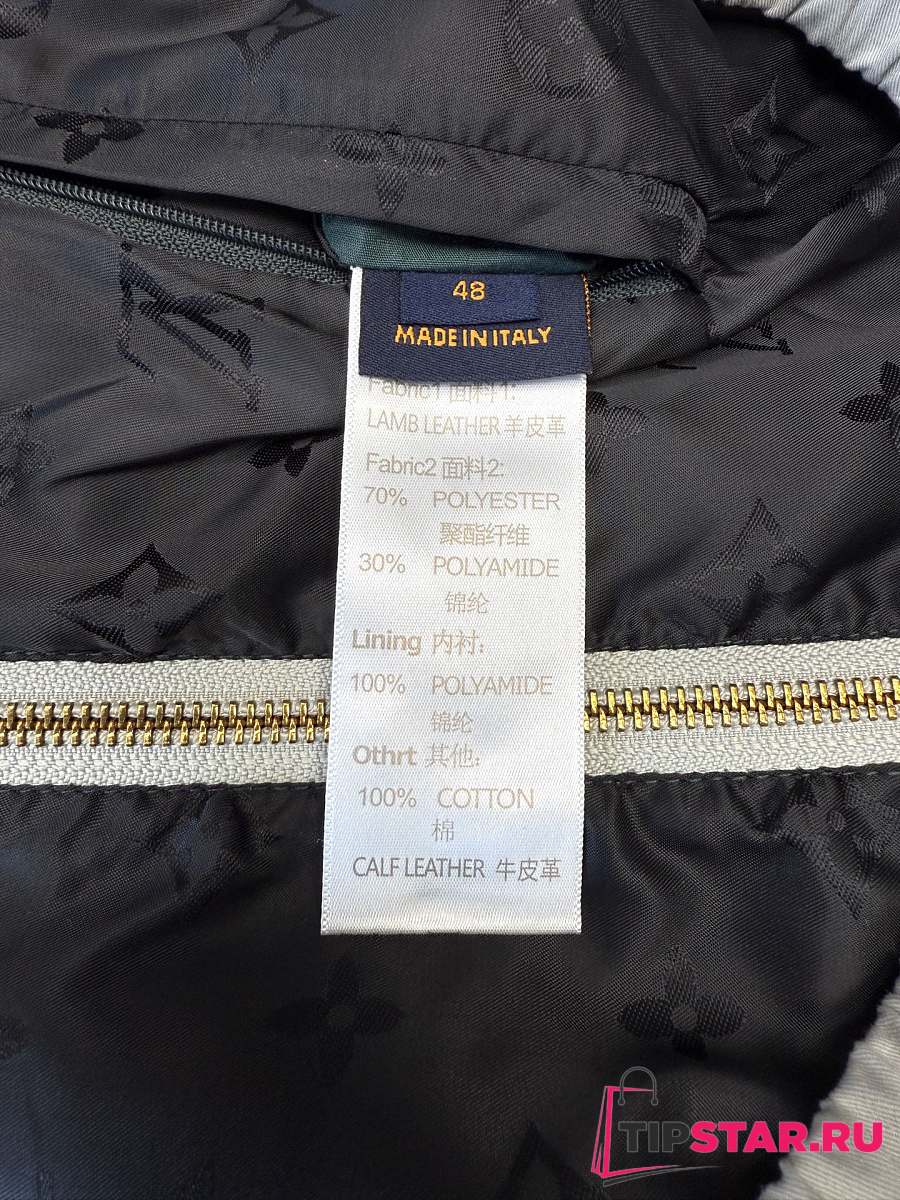 48
MADE IN ITALY
Fabric1 面料1:
LAMB LEATHER 羊皮革
Fabric2 面料2:
70% POLYESTER
聚酯纤维
30% POLYAMIDE
锦纶
Lining 内衬:
100% POLYAMIDE
锦纶
Othrt 其他:
100% COTTON
棉
CALF LEATHER 牛皮革
TIPSTAR.RU